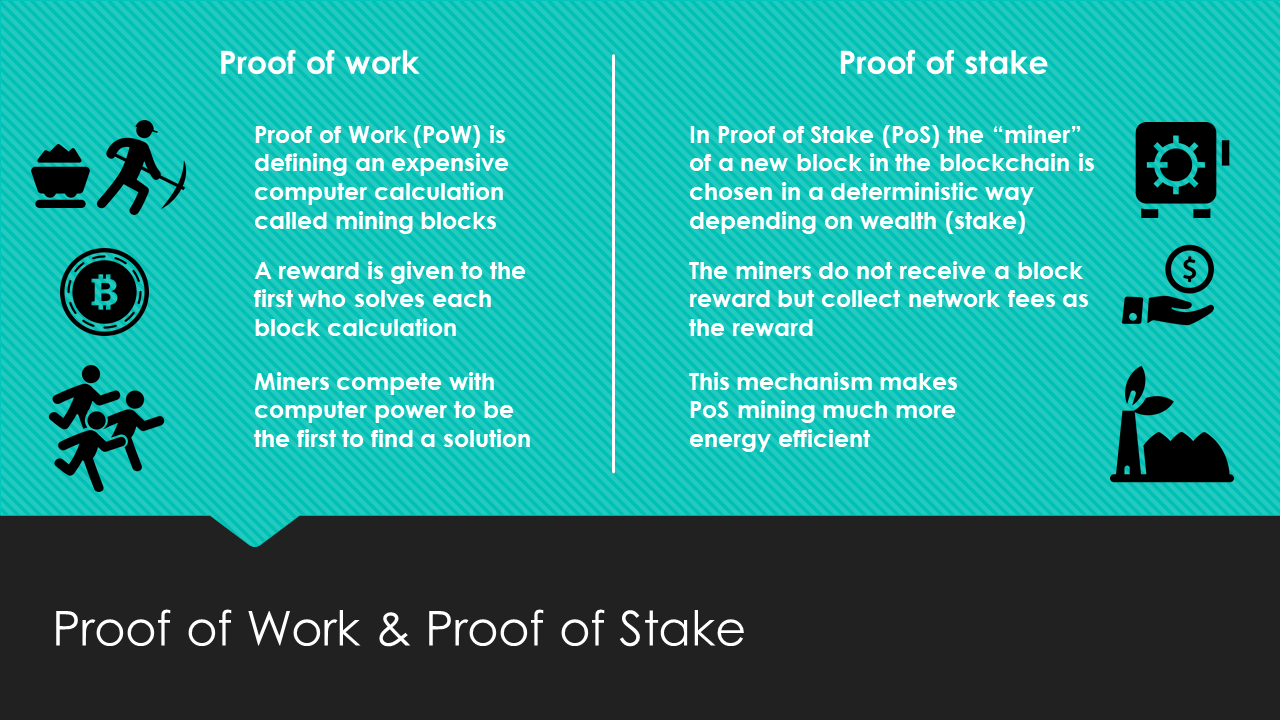 Proof of work
Proof of Work (PoW) is
defining an expensive
computer calculation
called mining blocks
A reward is given to the
first who solves each
block calculation
Miners compete with
computer power to be
the first to find a solution
Proof of stake
In Proof of Stake (PoS) the “miner”
of a new block in the blockchain is
chosen in a deterministic way
depending on wealth (stake)
The miners do not receive a block
reward but collect network fees as
the reward
This mechanism makes
PoS mining much more
energy efficient
Proof of Work & Proof of Stake